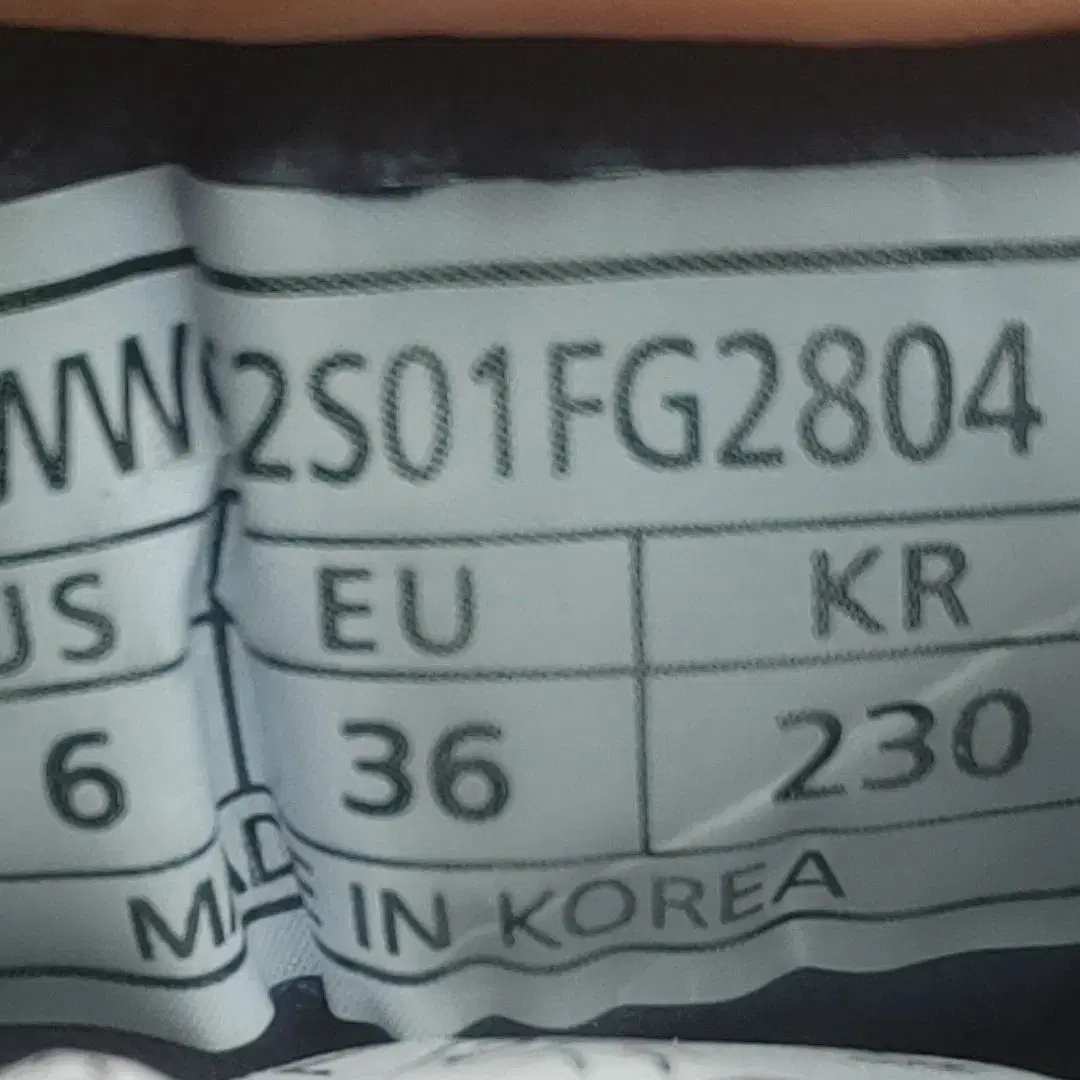 2S01FG2804
US EU KR
6 36 230
MADE IN KOREA